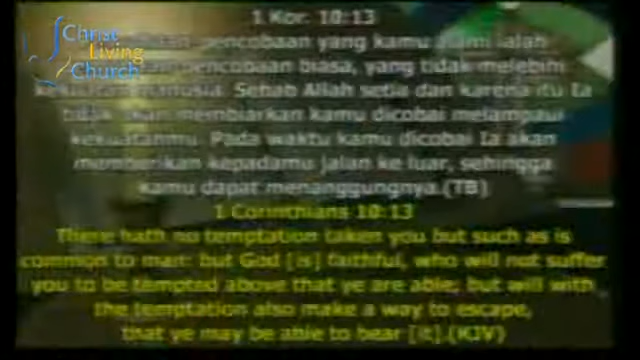 Christ
Living
Church
1 Kor. 10:13
Pencobaan-pencobaan yang kamu alami ialah
pencobaan biasa, yang tidak melebihi
kekuatan manusia. Sebab Allah setia dan karena itu Ia
tidak akan membiarkan kamu dicobai melampaui
kekuatanmu. Pada waktu kamu dicobai Ia akan
memberikan kepadamu jalan ke luar, sehingga
kamu dapat menanggungnya.(TB)
1 Corinthians 10:13
There hath no temptation taken you but such as is
common to man: but God [is] faithful, who will not suffer
you to be tempted above that ye are able; but will with
the temptation also make a way to escape,
that ye may be able to bear [it].(KJV)